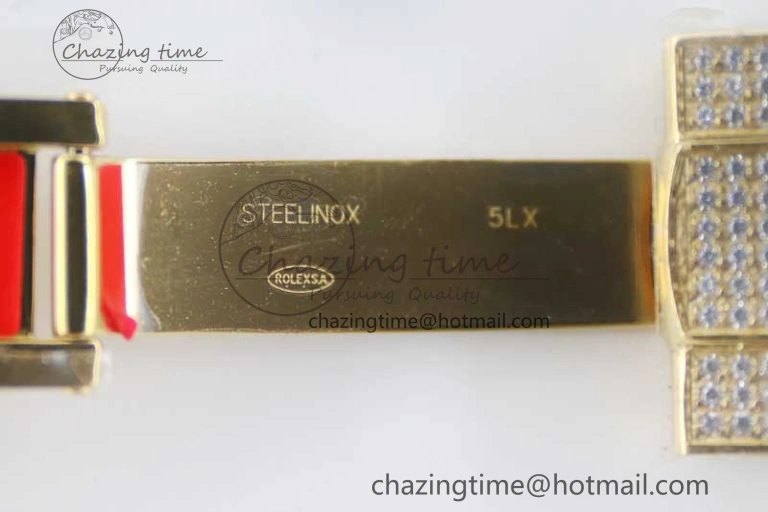 Chazing time
Pursuing Quality
STEELINOX 5LX
Chazing time
ROLEXSA
Pursuing Quality
chazingtime@hotmail.com
chazingtime@hotmail.com